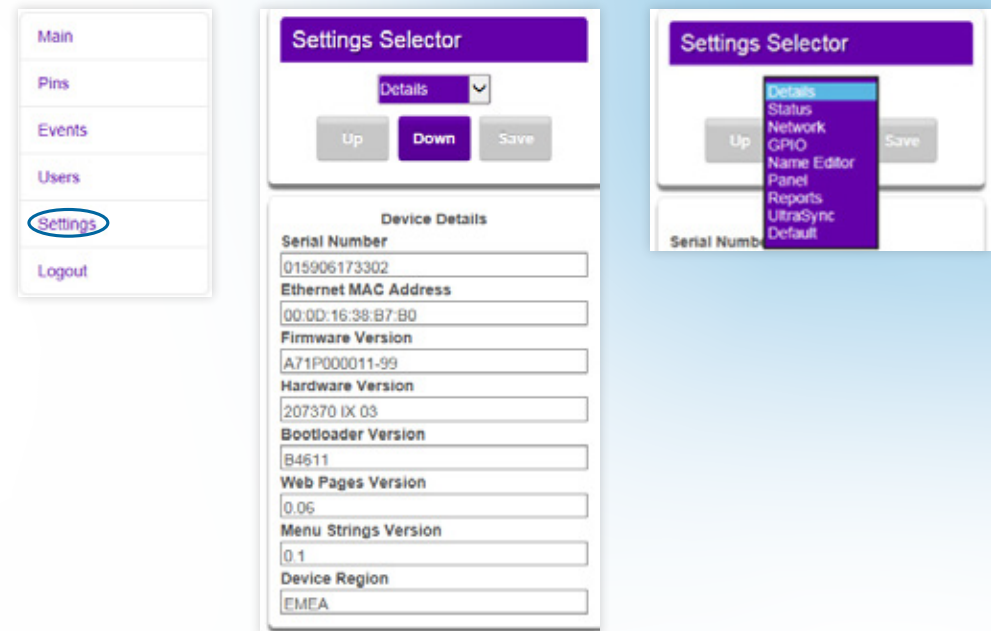 Main
Pins
Events
Users
Settings
Logout
Settings Selector
Details
Up Down Save
Device Details
Serial Number
015906173302
Ethernet MAC Address
00:0D:16:38:B7:B0
Firmware Version
A71P000011-99
Hardware Version
207370 IX 03
Bootloader Version
B4611
Web Pages Version
0.06
Menu Strings Version
0.1
Device Region
EMEA
Settings Selector
Details
Status
Network
Up GPIO Save
Name Editor
Panel
Reports
UltraSync
Serial Numb Default